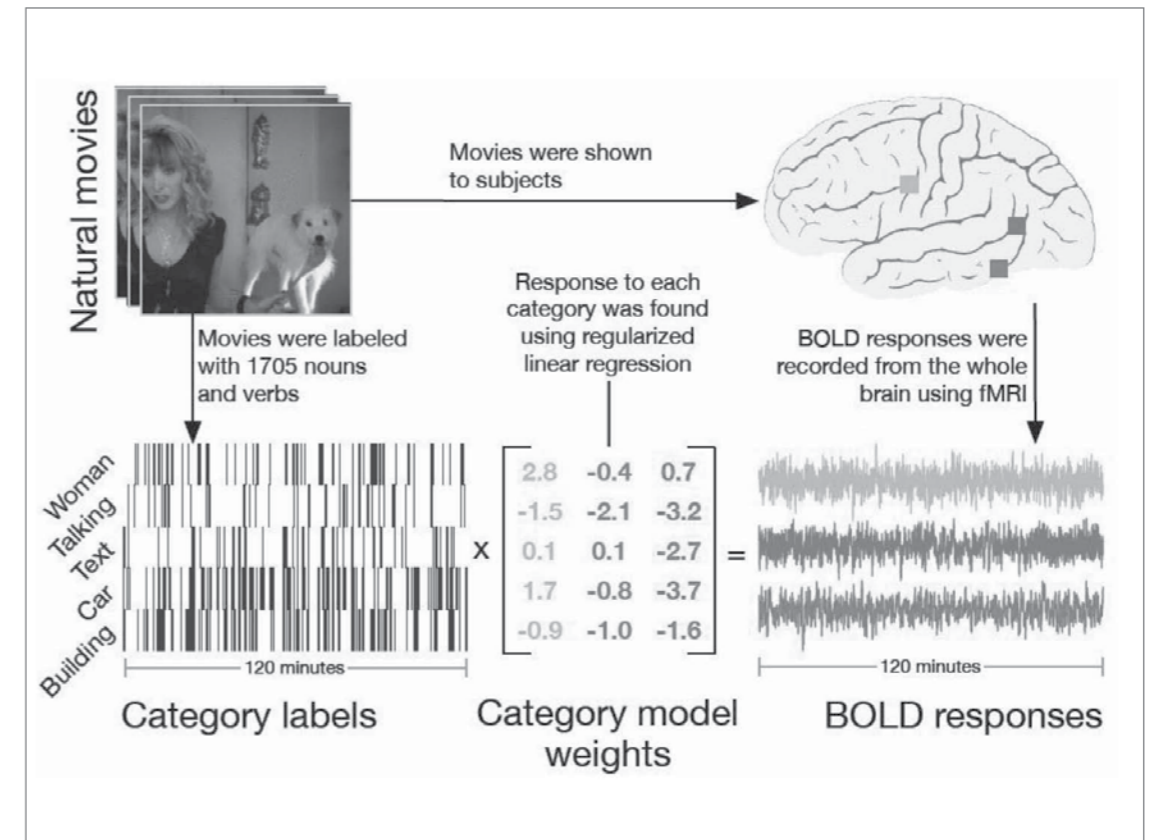 Natural movies
Movies were shown
to subjects
Response to each
category was found
using regularized
linear regression
Movies were labeled
with 1705 nouns
and verbs
BOLD responses were
recorded from the whole
brain using fMRI
Woman
Talking
Text
Car
Building
x
2.8 -0.4 0.7
-1.5 -2.1 -3.2
0.1 0.1 -2.7
1.7 -0.8 -3.7
-0.9 -1.0 -1.6
=
120 minutes
120 minutes
Category labels
Category model
weights
BOLD responses